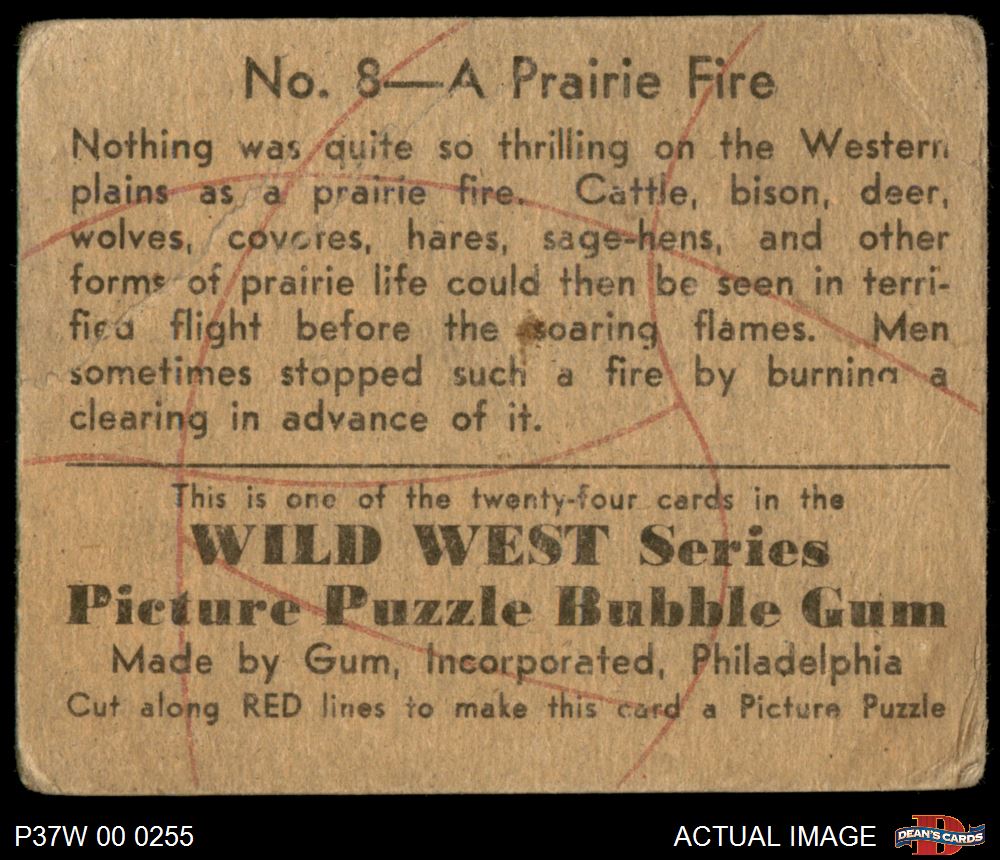 No. 8—A Prairie Fire
Nothing was quite so thrilling on the Western
plains as a prairie fire. Cattle, bison, deer,
wolves, coyotes, hares, sage-hens, and other
forms of prairie life could then be seen in terri-
fied flight before the soaring flames. Men
sometimes stopped such a fire by burning a
clearing in advance of it.
This is one of the twenty-four cards in the
WILD WEST Series
Picture Puzzle Bubble Gum
Made by Gum, Incorporated, Philadelphia
Cut along RED lines to make this card a Picture Puzzle
P37W 00 0255
ACTUAL IMAGE
DEAN'S CARDS